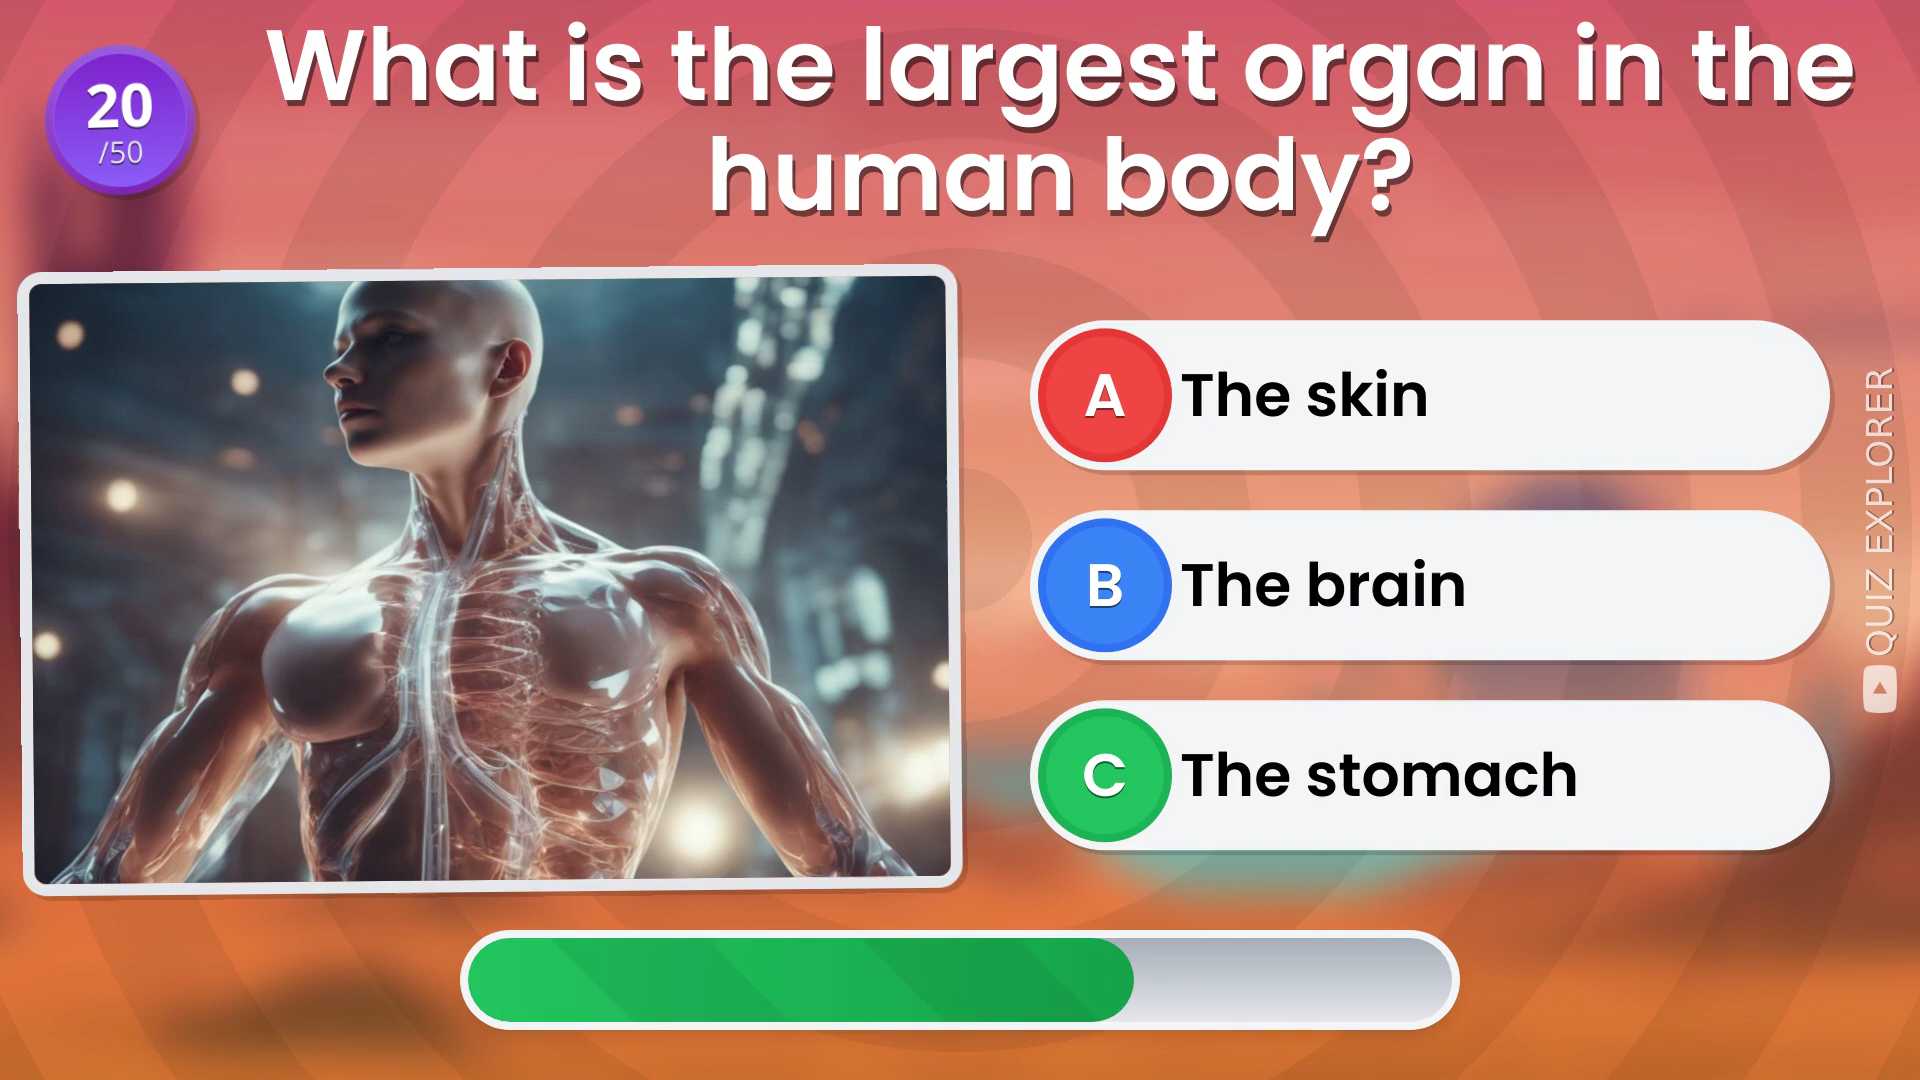 What is the largest organ in the
human body?
20
/50
A The skin
B The brain
C The stomach
QUIZ EXPLORER